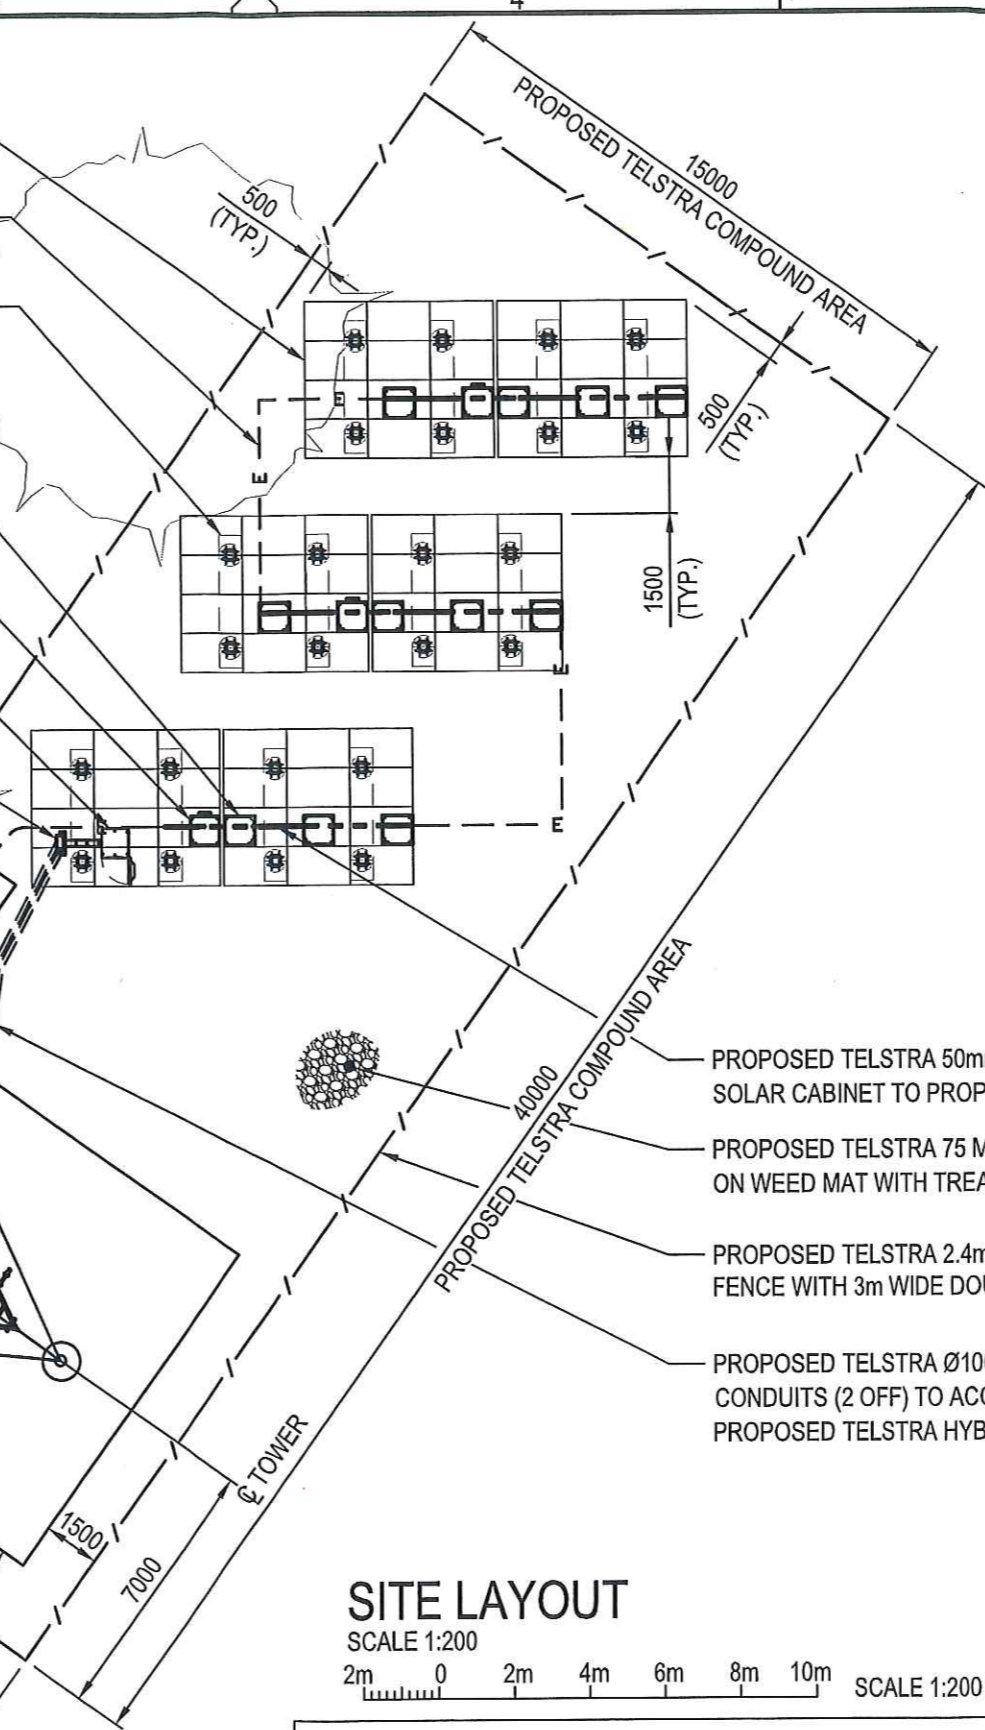 4
PROPOSED TELSTRA COMPOUND AREA
15000
500
(TYP.)
500
(TYP.)
E
1500
(TYP.)
E
E
40000
PROPOSED TELSTRA COMPOUND AREA
PROPOSED TELSTRA 50m
SOLAR CABINET TO PROP
PROPOSED TELSTRA 75 M
ON WEED MAT WITH TREA
PROPOSED TELSTRA 2.4m
FENCE WITH 3m WIDE DOU
PROPOSED TELSTRA Ø100
CONDUITS (2 OFF) TO ACC
PROPOSED TELSTRA HYB
℄ TOWER
1500
7000
SITE LAYOUT
SCALE 1:200
2m 0 2m 4m 6m 8m 10m SCALE 1:200